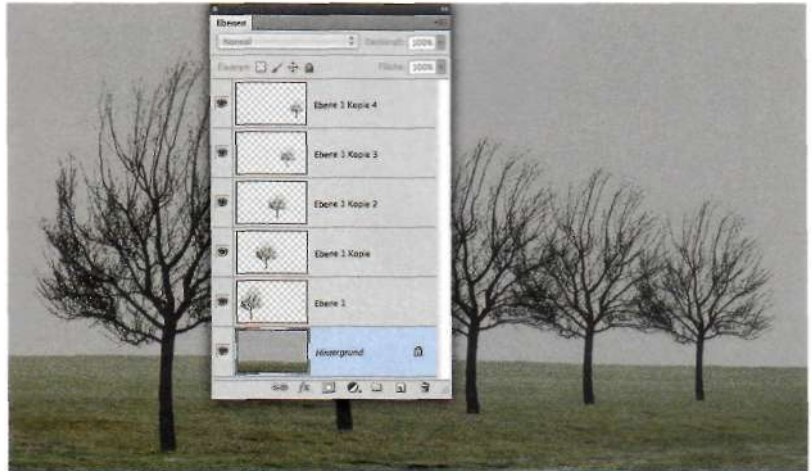 Ebenen
Normal Deckkraft: 100%
Fixieren: Fläche: 100%
Ebene 1 Kopie 4
Ebene 1 Kopie 3
Ebene 1 Kopie 2
Ebene 1 Kopie
Ebene 1
Hintergrund
fx